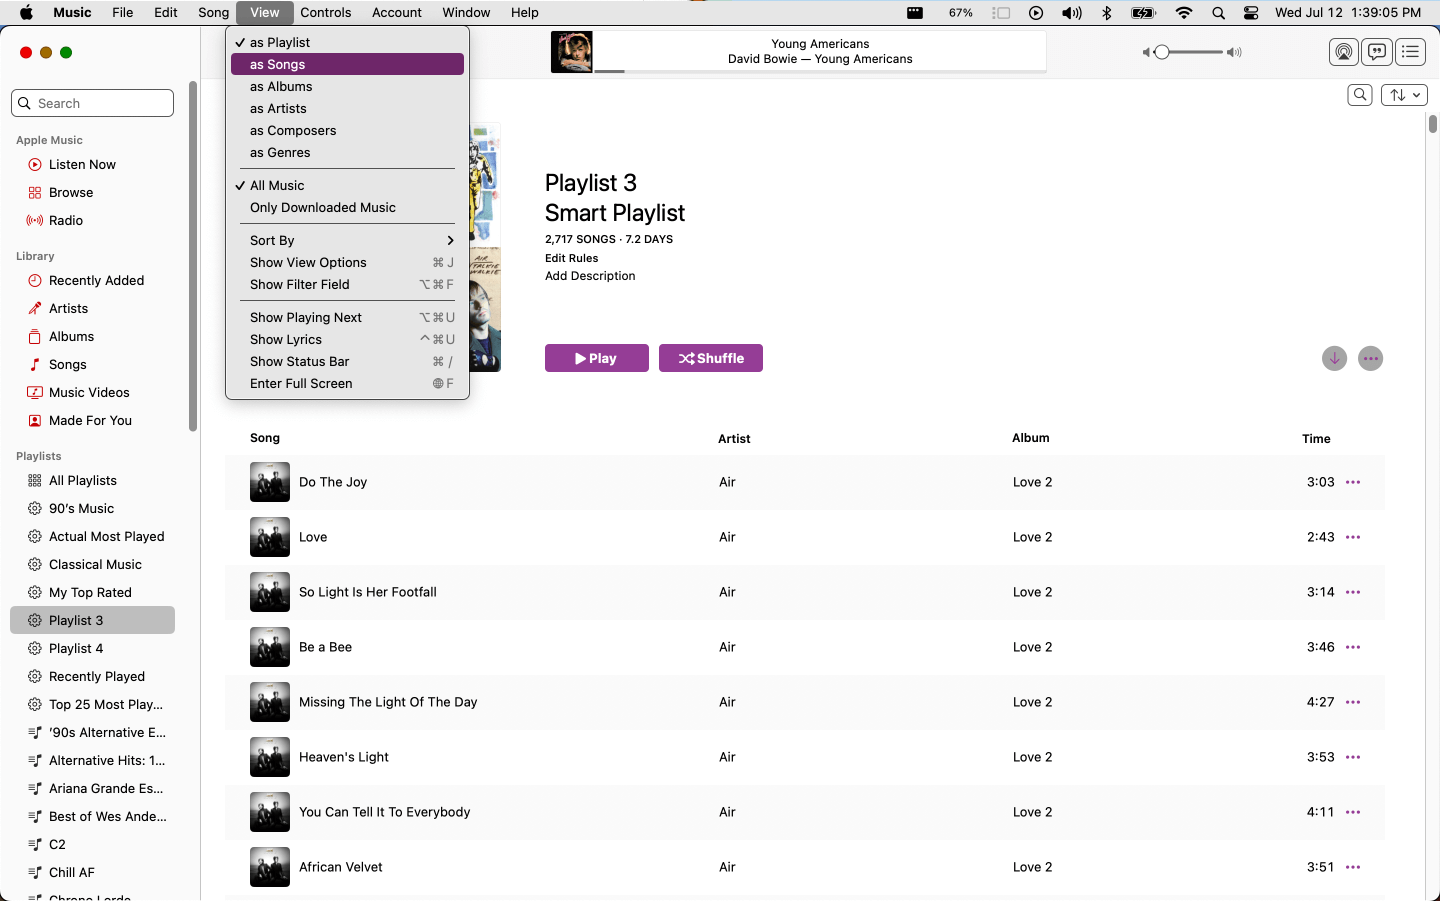 Music File Edit Song View Controls Account Window Help 67% Wed Jul 12 1:39:05 PM
Young Americans
David Bowie — Young Americans
Search
Apple Music
Listen Now
Browse
Radio
Library
Recently Added
Artists
Albums
Songs
Music Videos
Made For You
Playlists
All Playlists
90's Music
Actual Most Played
Classical Music
My Top Rated
Playlist 3
Playlist 4
Recently Played
Top 25 Most Play...
'90s Alternative E...
Alternative Hits: 1...
Ariana Grande Es...
Best of Wes Ande...
C2
Chill AF
✓ as Playlist
as Songs
as Albums
as Artists
as Composers
as Genres
✓ All Music
Only Downloaded Music
Sort By
Show View Options ⌘ J
Show Filter Field ⌥⌘F
Show Playing Next ⌥⌘U
Show Lyrics ^⌘U
Show Status Bar ⌘ /
Enter Full Screen F
AIR
WALKIE
Playlist 3
Smart Playlist
2,717 SONGS · 7.2 DAYS
Edit Rules
Add Description
Play Shuffle
Song Artist Album Time
Do The Joy Air Love 2 3:03
Love Air Love 2 2:43
So Light Is Her Footfall Air Love 2 3:14
Be a Bee Air Love 2 3:46
Missing The Light Of The Day Air Love 2 4:27
Heaven's Light Air Love 2 3:53
You Can Tell It To Everybody Air Love 2 4:11
African Velvet Air Love 2 3:51